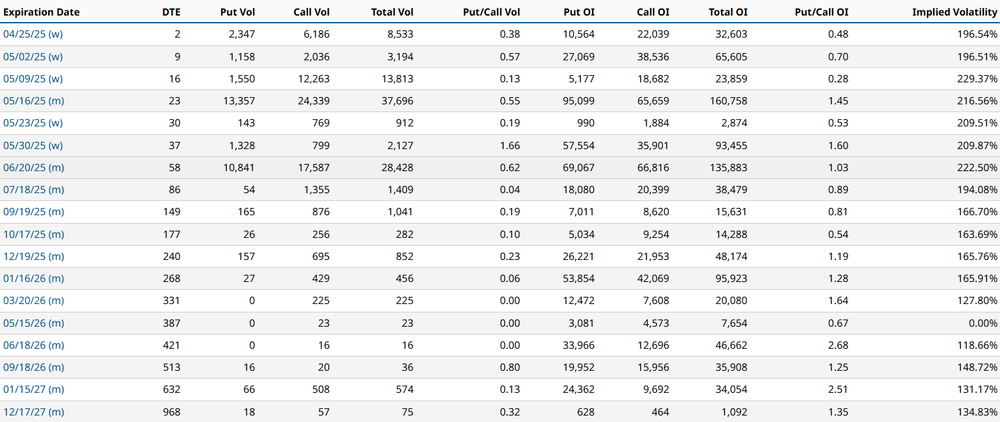 Expiration Date DTE Put Vol Call Vol Total Vol Put/Call Vol Put OI Call OI Total OI Put/Call OI Implied Volatility
04/25/25 (w) 2 2,347 6,186 8,533 0.38 10,564 22,039 32,603 0.48 196.54%
05/02/25 (w) 9 1,158 2,036 3,194 0.57 27,069 38,536 65,605 0.70 196.51%
05/09/25 (w) 16 1,550 12,263 13,813 0.13 5,177 18,682 23,859 0.28 229.37%
05/16/25 (m) 23 13,357 24,339 37,696 0.55 95,099 65,659 160,758 1.45 216.56%
05/23/25 (w) 30 143 769 912 0.19 990 1,884 2,874 0.53 209.51%
05/30/25 (w) 37 1,328 799 2,127 1.66 57,554 35,901 93,455 1.60 209.87%
06/20/25 (m) 58 10,841 17,587 28,428 0.62 69,067 66,816 135,883 1.03 222.50%
07/18/25 (m) 86 54 1,355 1,409 0.04 18,080 20,399 38,479 0.89 194.08%
09/19/25 (m) 149 165 876 1,041 0.19 7,011 8,620 15,631 0.81 166.70%
10/17/25 (m) 177 26 256 282 0.10 5,034 9,254 14,288 0.54 163.69%
12/19/25 (m) 240 157 695 852 0.23 26,221 21,953 48,174 1.19 165.76%
01/16/26 (m) 268 27 429 456 0.06 53,854 42,069 95,923 1.28 165.91%
03/20/26 (m) 331 0 225 225 0.00 12,472 7,608 20,080 1.64 127.80%
05/15/26 (m) 387 0 23 23 0.00 3,081 4,573 7,654 0.67 0.00%
06/18/26 (m) 421 0 16 16 0.00 33,966 12,696 46,662 2.68 118.66%
09/18/26 (m) 513 16 20 36 0.80 19,952 15,956 35,908 1.25 148.72%
01/15/27 (m) 632 66 508 574 0.13 24,362 9,692 34,054 2.51 131.17%
12/17/27 (m) 968 18 57 75 0.32 628 464 1,092 1.35 134.83%